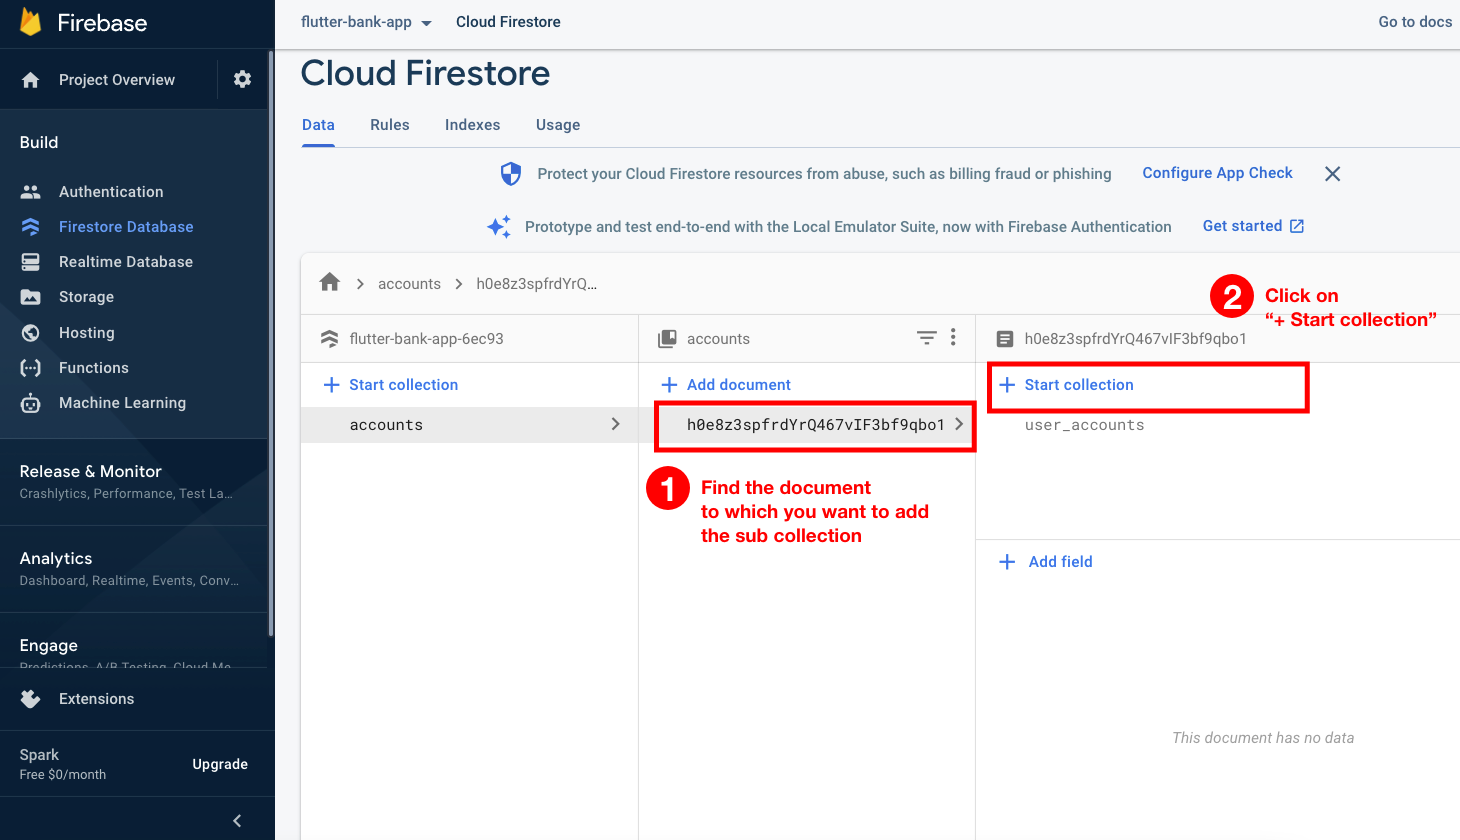 Firebase
Project Overview
Build
Authentication
Firestore Database
Realtime Database
Storage
Hosting
Functions
Machine Learning
Release & Monitor
Crashlytics, Performance, Test La...
Analytics
Dashboard, Realtime, Events, Conv...
Engage
Predictions, A/B Testing, Cloud Me...
Extensions
Spark
Free $0/month
Upgrade
flutter-bank-app
Cloud Firestore
Go to docs
Cloud Firestore
Data Rules Indexes Usage
Protect your Cloud Firestore resources from abuse, such as billing fraud or phishing Configure App Check
Prototype and test end-to-end with the Local Emulator Suite, now with Firebase Authentication Get started
accounts > h0e8z3spfrdYrQ...
2 Click on
“+ Start collection”
flutter-bank-app-6ec93
+ Start collection
accounts
accounts
+ Add document
h0e8z3spfrdYrQ467vIF3bf9qbo1
1 Find the document
to which you want to add
the sub collection
h0e8z3spfrdYrQ467vIF3bf9qbo1
+ Start collection
user_accounts
+ Add field
This document has no data